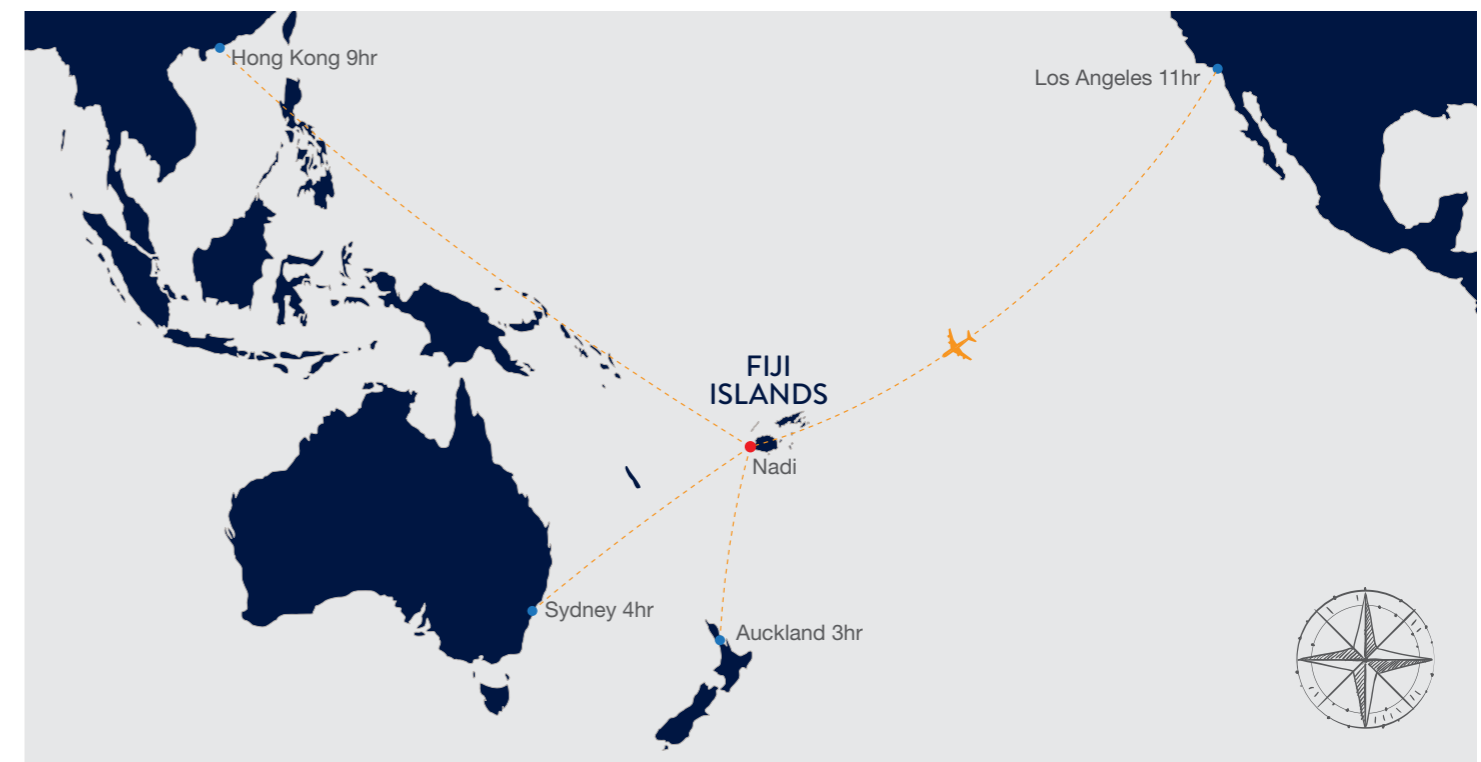 Hong Kong 9hr
Los Angeles 11hr
FIJI
ISLANDS
Nadi
Sydney 4hr
Auckland 3hr